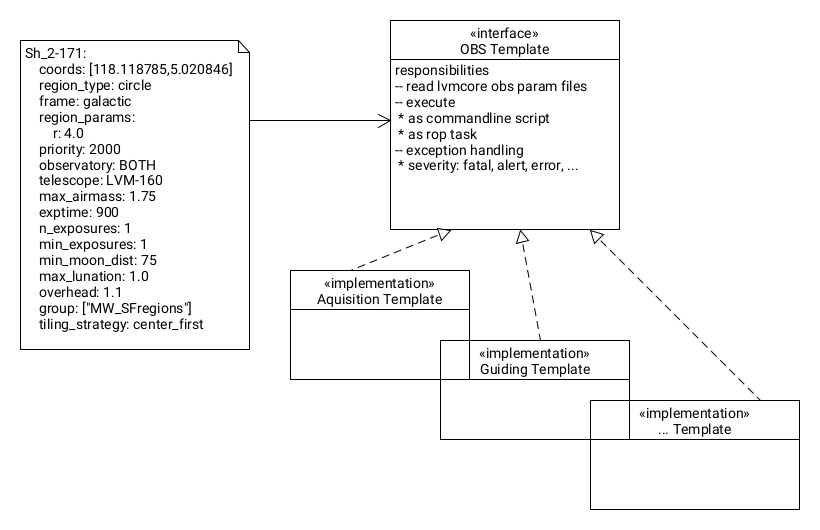 Sh_2-171:
coords: [118.118785,5.020846]
region_type: circle
frame: galactic
region_params:
r: 4.0
priority: 2000
observatory: BOTH
telescope: LVM-160
max_airmass: 1.75
exptime: 900
n_exposures: 1
min_exposures: 1
min_moon_dist: 75
max_lunation: 1.0
overhead: 1.1
group: ["MW_SFregions"]
tiling_strategy: center_first
«interface»
OBS Template
responsibilities
-- read lvmcore obs param files
-- execute
* as commandline script
* as rop task
-- exception handling
* severity: fatal, alert, error, ...
«implementation»
Aquisition Template
«implementation»
Guiding Template
«implementation»
... Template